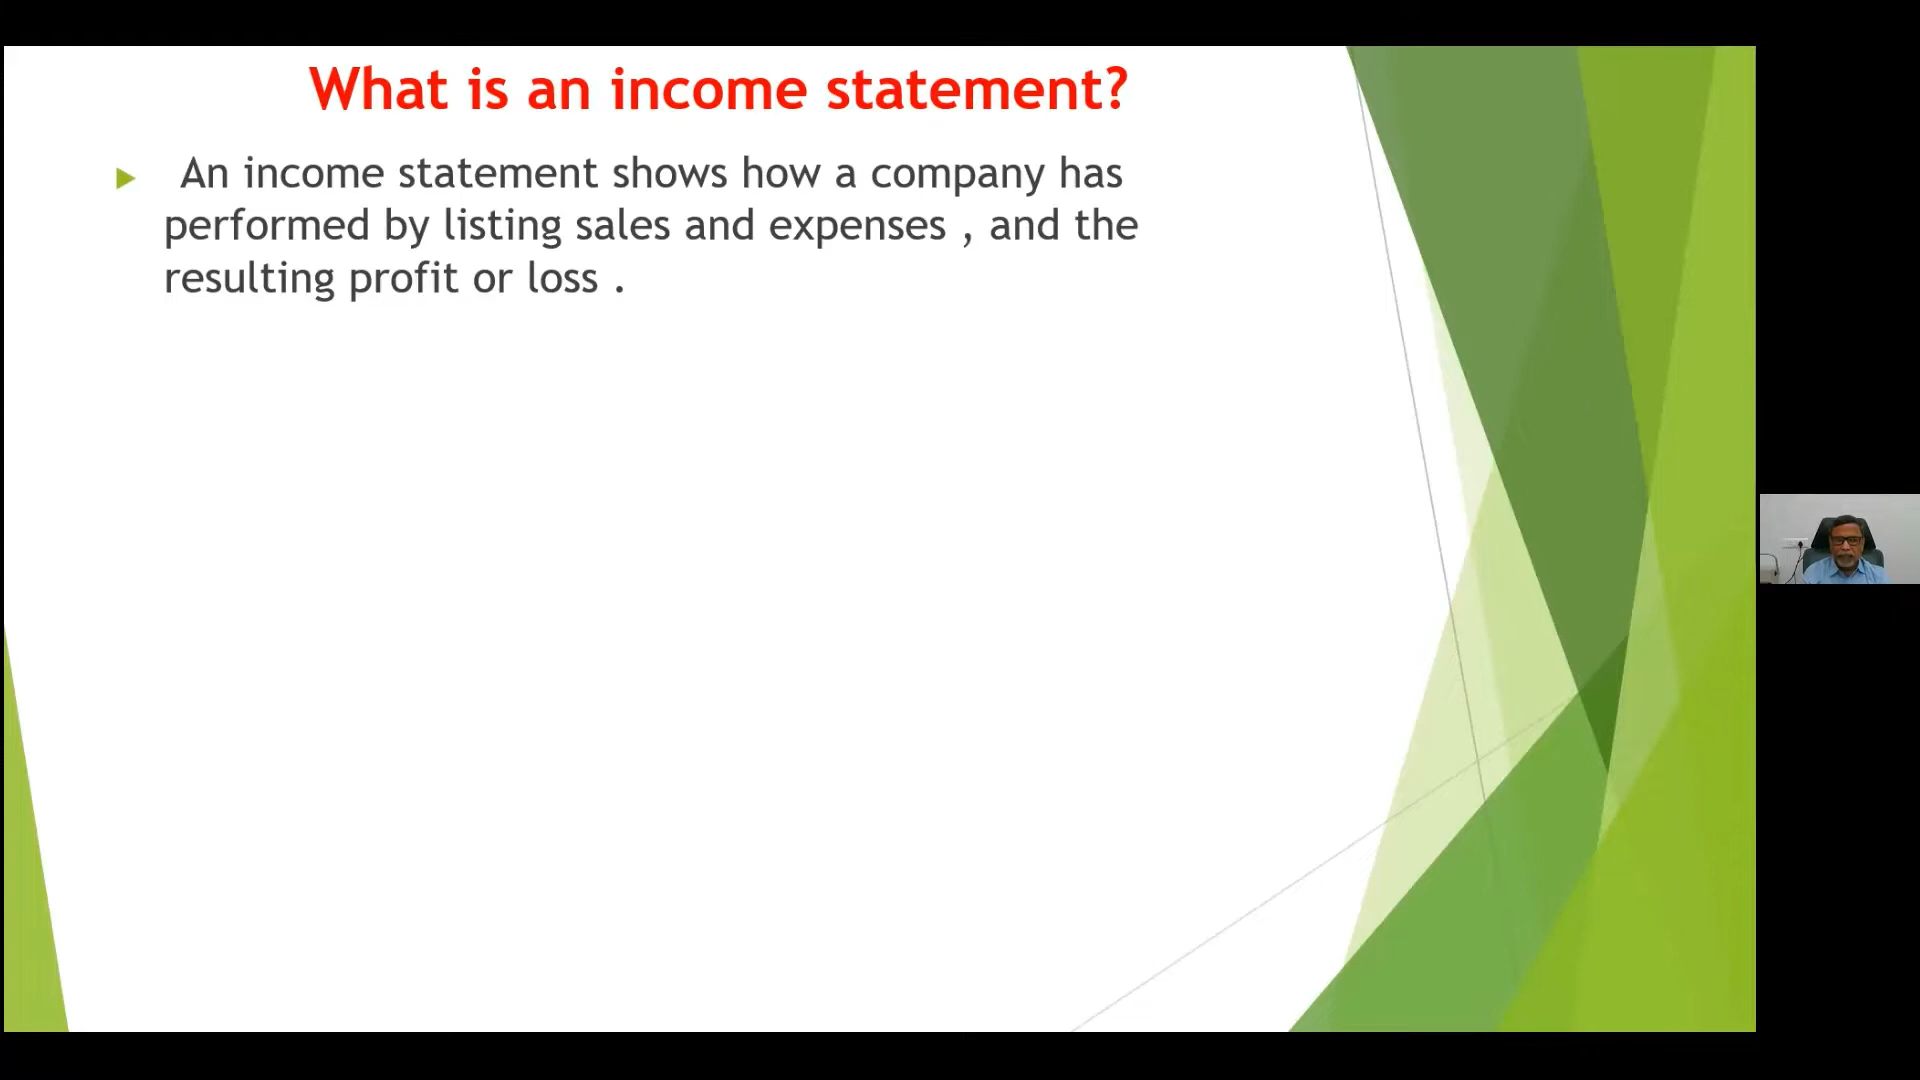 What is an income statement?
An income statement shows how a company has
performed by listing sales and expenses , and the
resulting profit or loss .